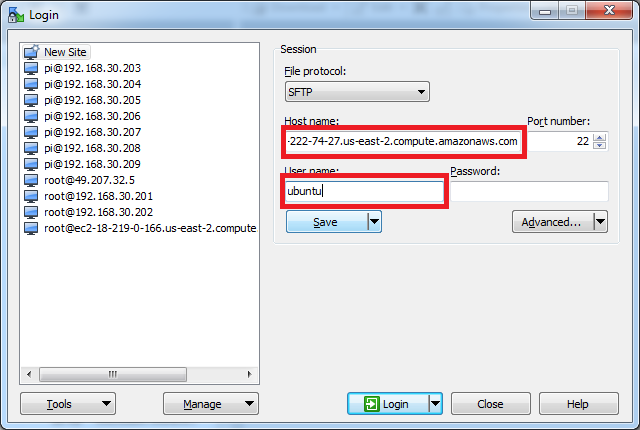 Login
New Site
pi@192.168.30.203
pi@192.168.30.204
pi@192.168.30.205
pi@192.168.30.206
pi@192.168.30.207
pi@192.168.30.208
pi@192.168.30.209
root@49.207.32.5
root@192.168.30.201
root@192.168.30.202
root@ec2-18-219-0-166.us-east-2.compute
Session
File protocol:
SFTP
Host name:
Port number:
-222-74-27.us-east-2.compute.amazonaws.com
22
User name:
Password:
ubuntu
Save
Advanced...
Tools
Manage
Login
Close
Help